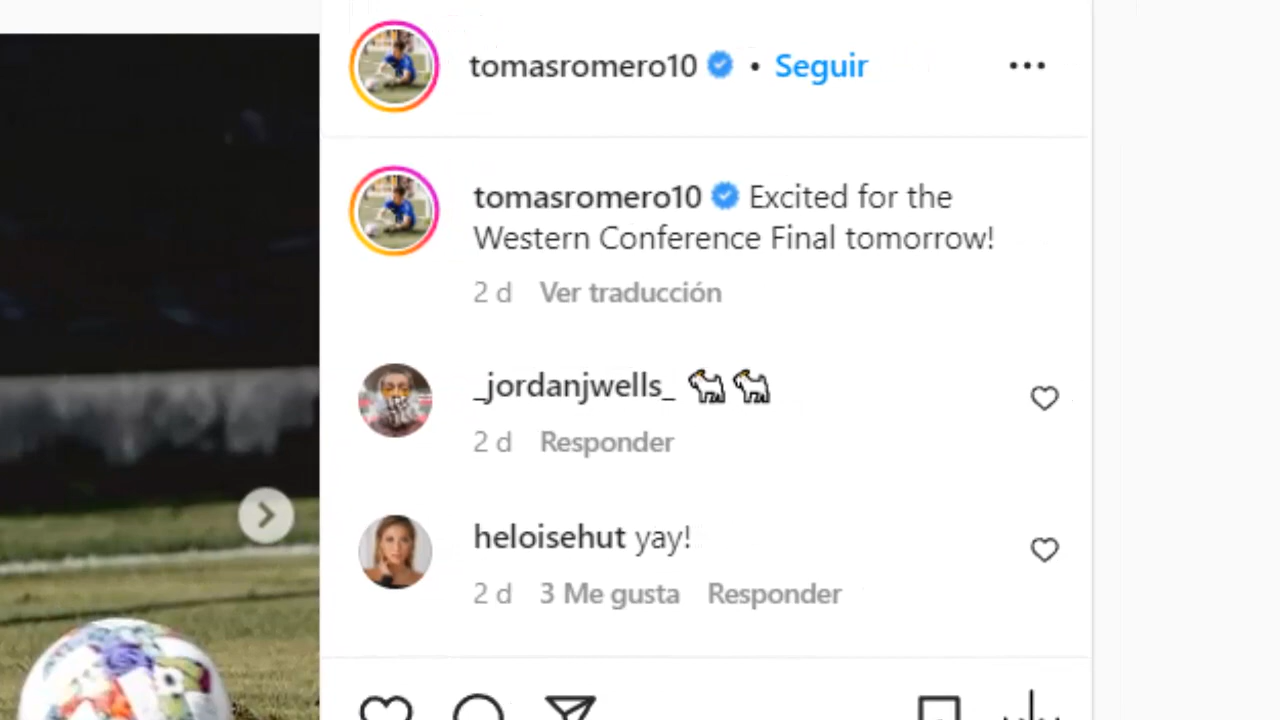 tomasromero10 • Seguir
tomasromero10 Excited for the
Western Conference Final tomorrow!
2 d Ver traducción
_jordanjwells_ 🐐🐐
2 d Responder
heloisehut yay!
2 d 3 Me gusta Responder